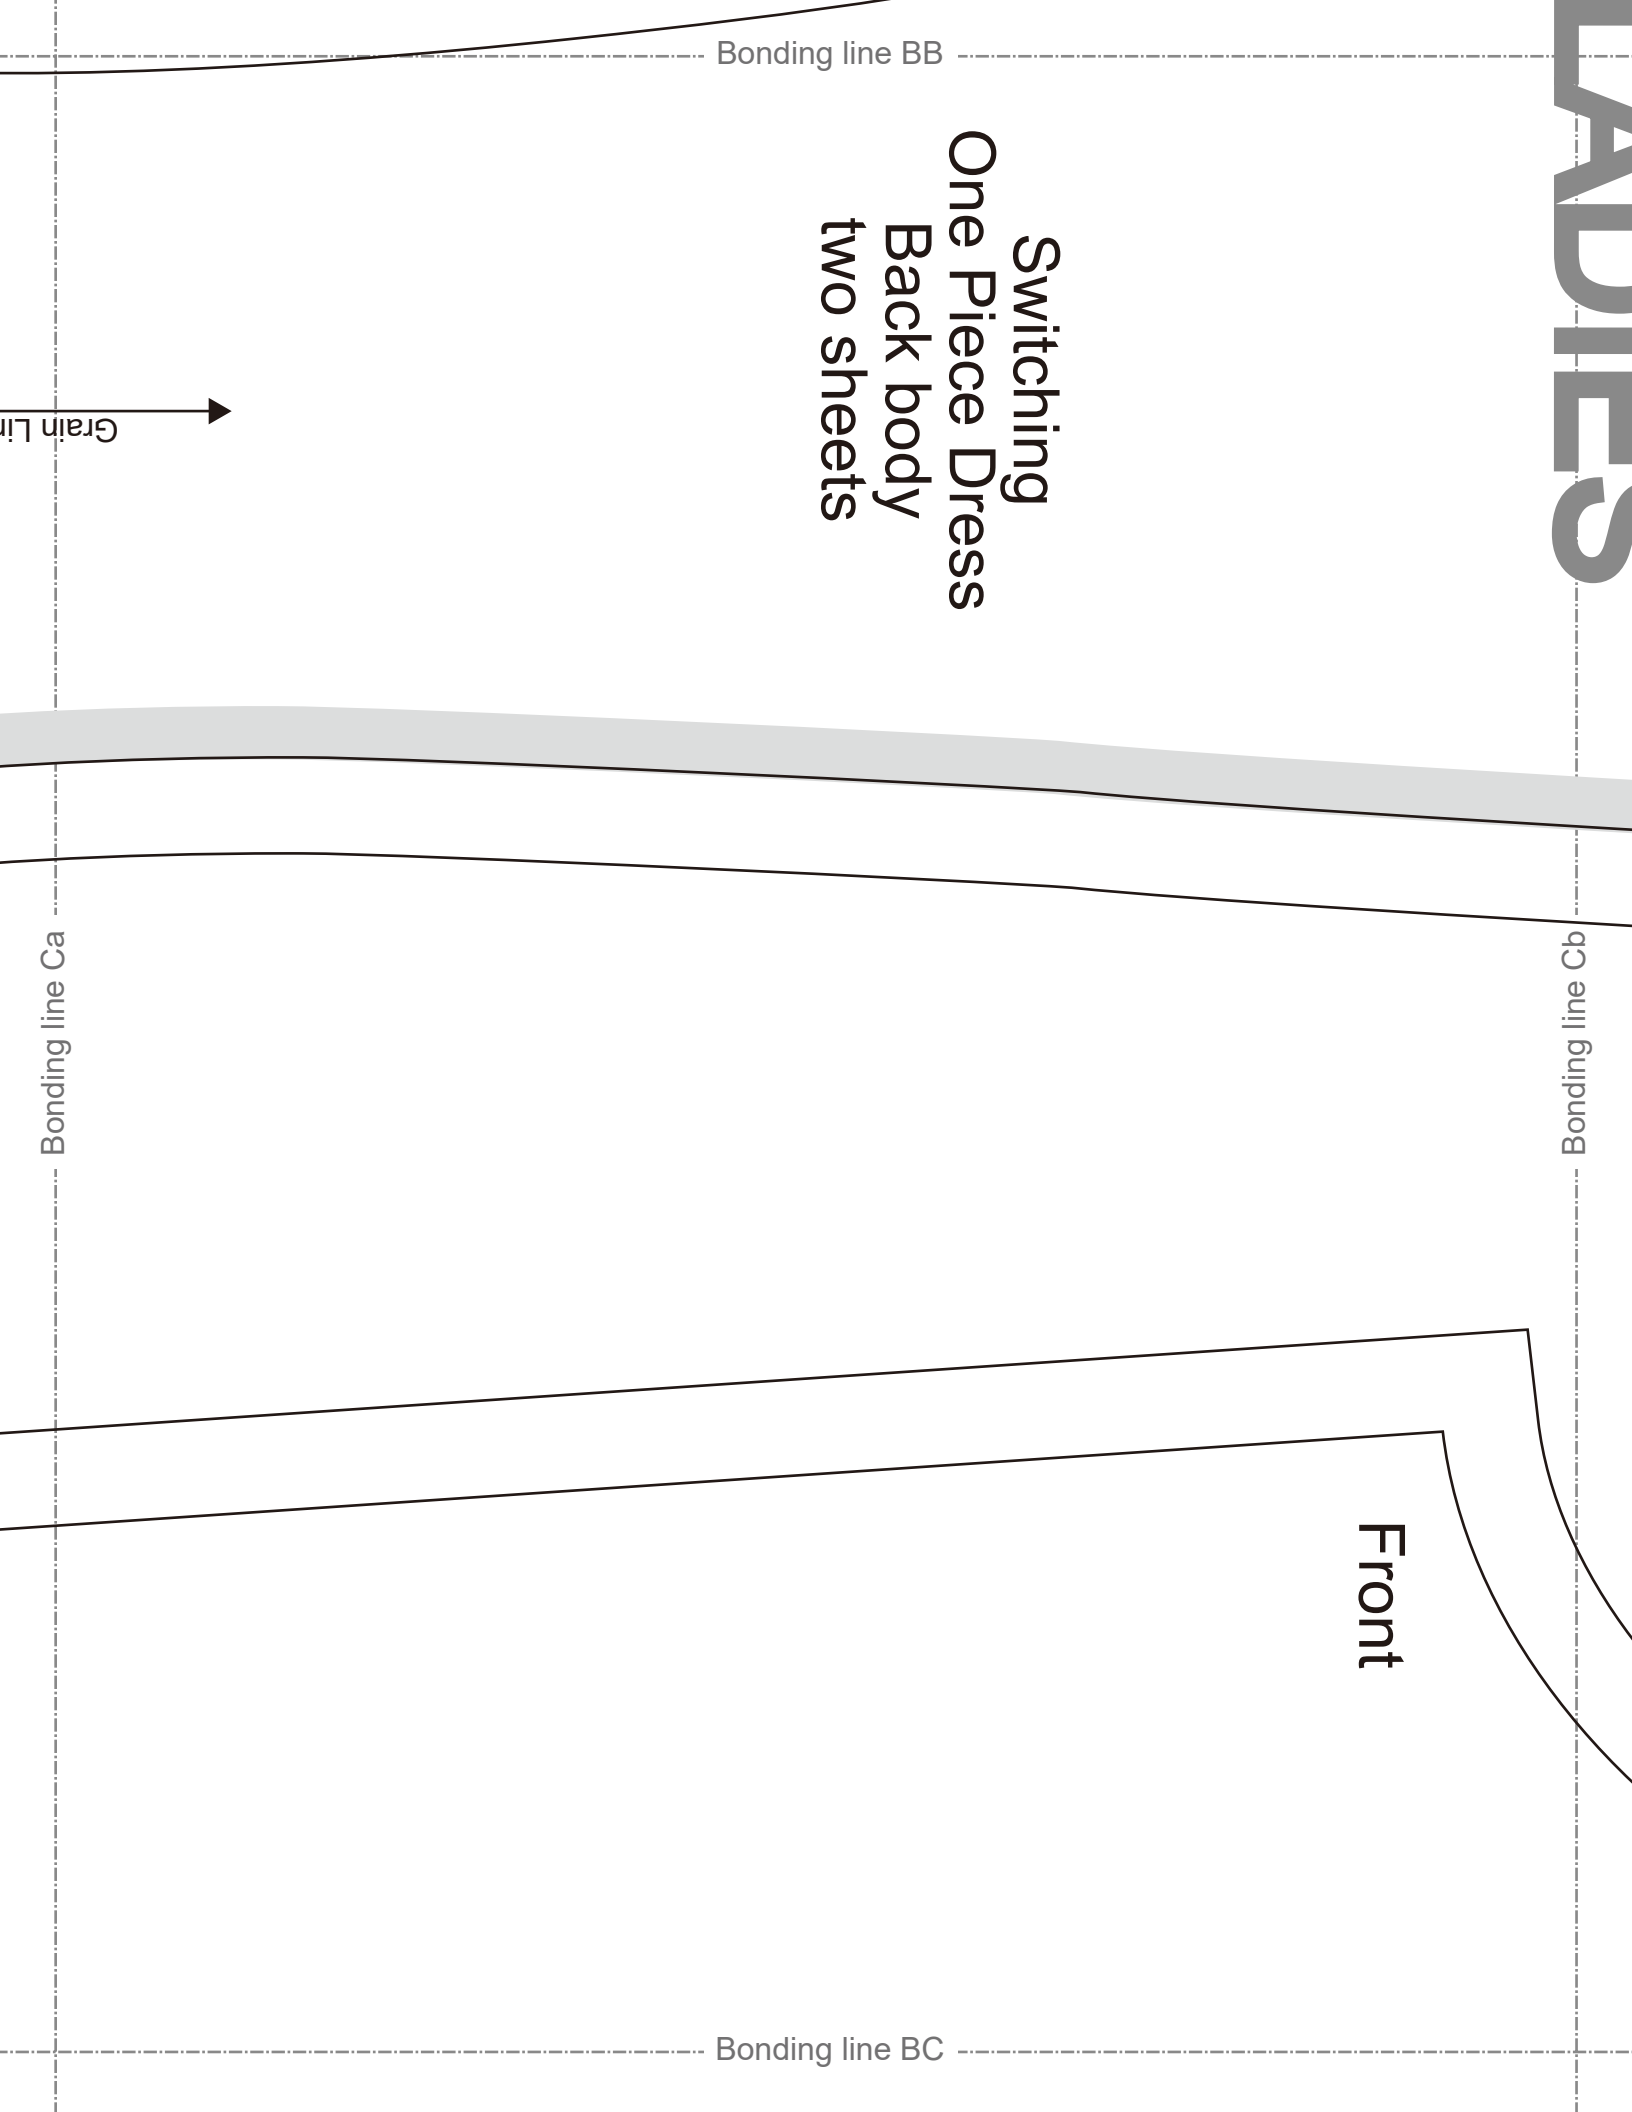 Bonding line BB
LADIES
Switching
One Piece Dress
Back body
two sheets
Grain Lin
Bonding line Ca
Bonding line Cb
Front
Bonding line BC